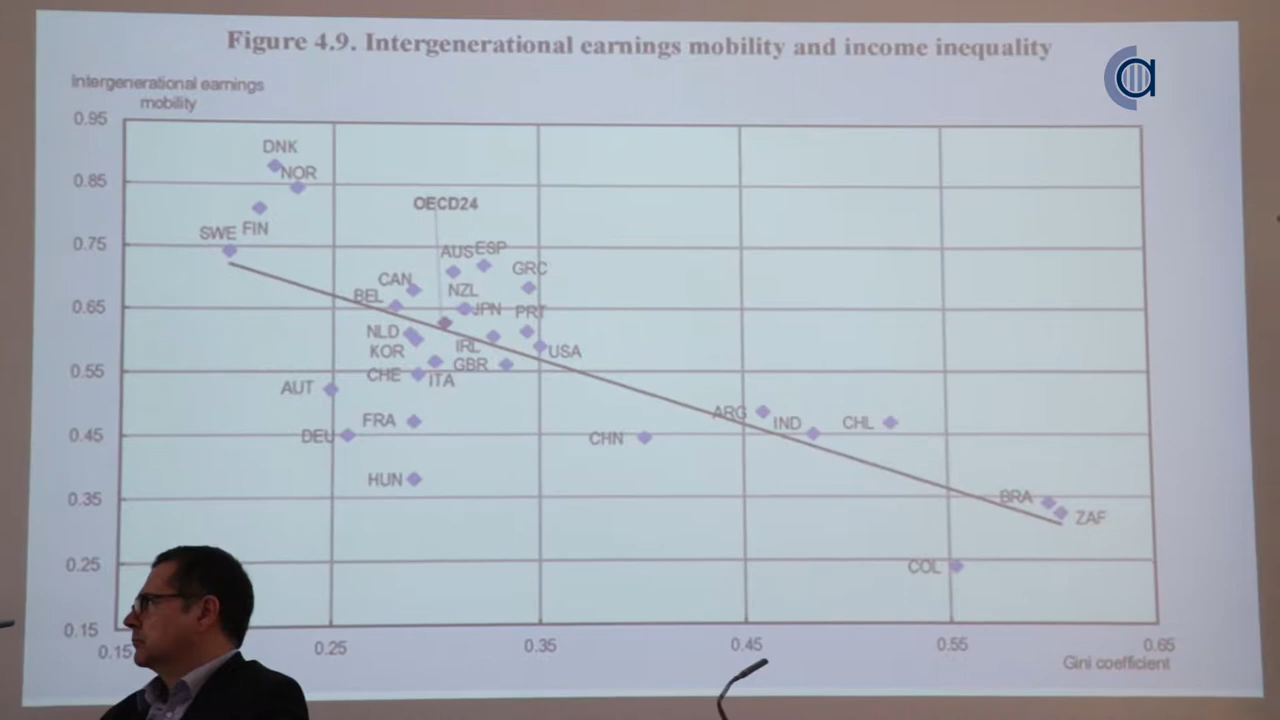 Figure 4.9. Intergenerational earnings mobility and income inequality
a
Intergenerational earnings
mobility
0.95
DNK
NOR
0.85
OECD24
SWE FIN
0.75
AUS ESP
GRC
CAN
NZL
BEL
0.65
JPN PRT
NLD
KOR
IRL
USA
GBR
0.55
CHE ITA
AUT
ARG
FRA
IND
CHL
0.45
DEU
CHN
HUN
0.35
BRA
ZAF
0.25
COL
0.15
0.15
0.25
0.35
0.45
0.55
0.65
Gini coefficient